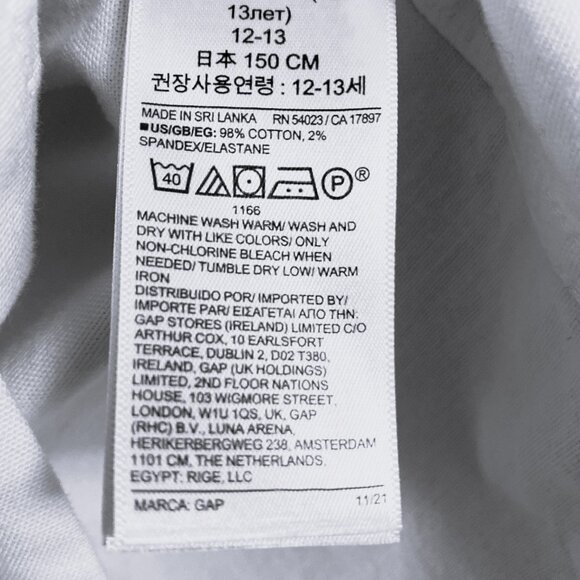 13лет)
12-13
日本 150 CM
권장사용연령 : 12-13세
MADE IN SRI LANKA RN 54023 / CA 17897
■ US/GB/EG: 98% COTTON, 2%
SPANDEX/ELASTANE
40 P ®
1166
MACHINE WASH WARM/ WASH AND
DRY WITH LIKE COLORS/ ONLY
NON-CHLORINE BLEACH WHEN
NEEDED/ TUMBLE DRY LOW/ WARM
IRON
DISTRIBUIDO POR/ IMPORTED BY/
IMPORTE PAR/ ΕΙΣΑΓΕΤΑΙ ΑΠΟ ΤΗΝ:
GAP STORES (IRELAND) LIMITED C/O
ARTHUR COX, 10 EARLSFORT
TERRACE, DUBLIN 2, D02 T380,
IRELAND, GAP (UK HOLDINGS)
LIMITED, 2ND FLOOR NATIONS
HOUSE, 103 WIGMORE STREET,
LONDON, W1U 1QS, UK, GAP
(RHC) B.V., LUNA ARENA,
HERIKERBERGWEG 238, AMSTERDAM
1101 CM, THE NETHERLANDS.
EGYPT: RIGE, LLC
MARCA: GAP 11/21